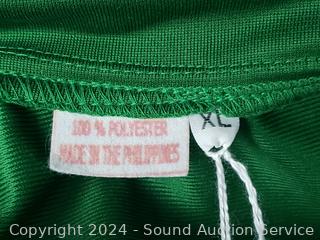 100 % POLYESTER
MADE IN THE PHILIPPINES
XL
Copyright 2024 - Sound Auction Service